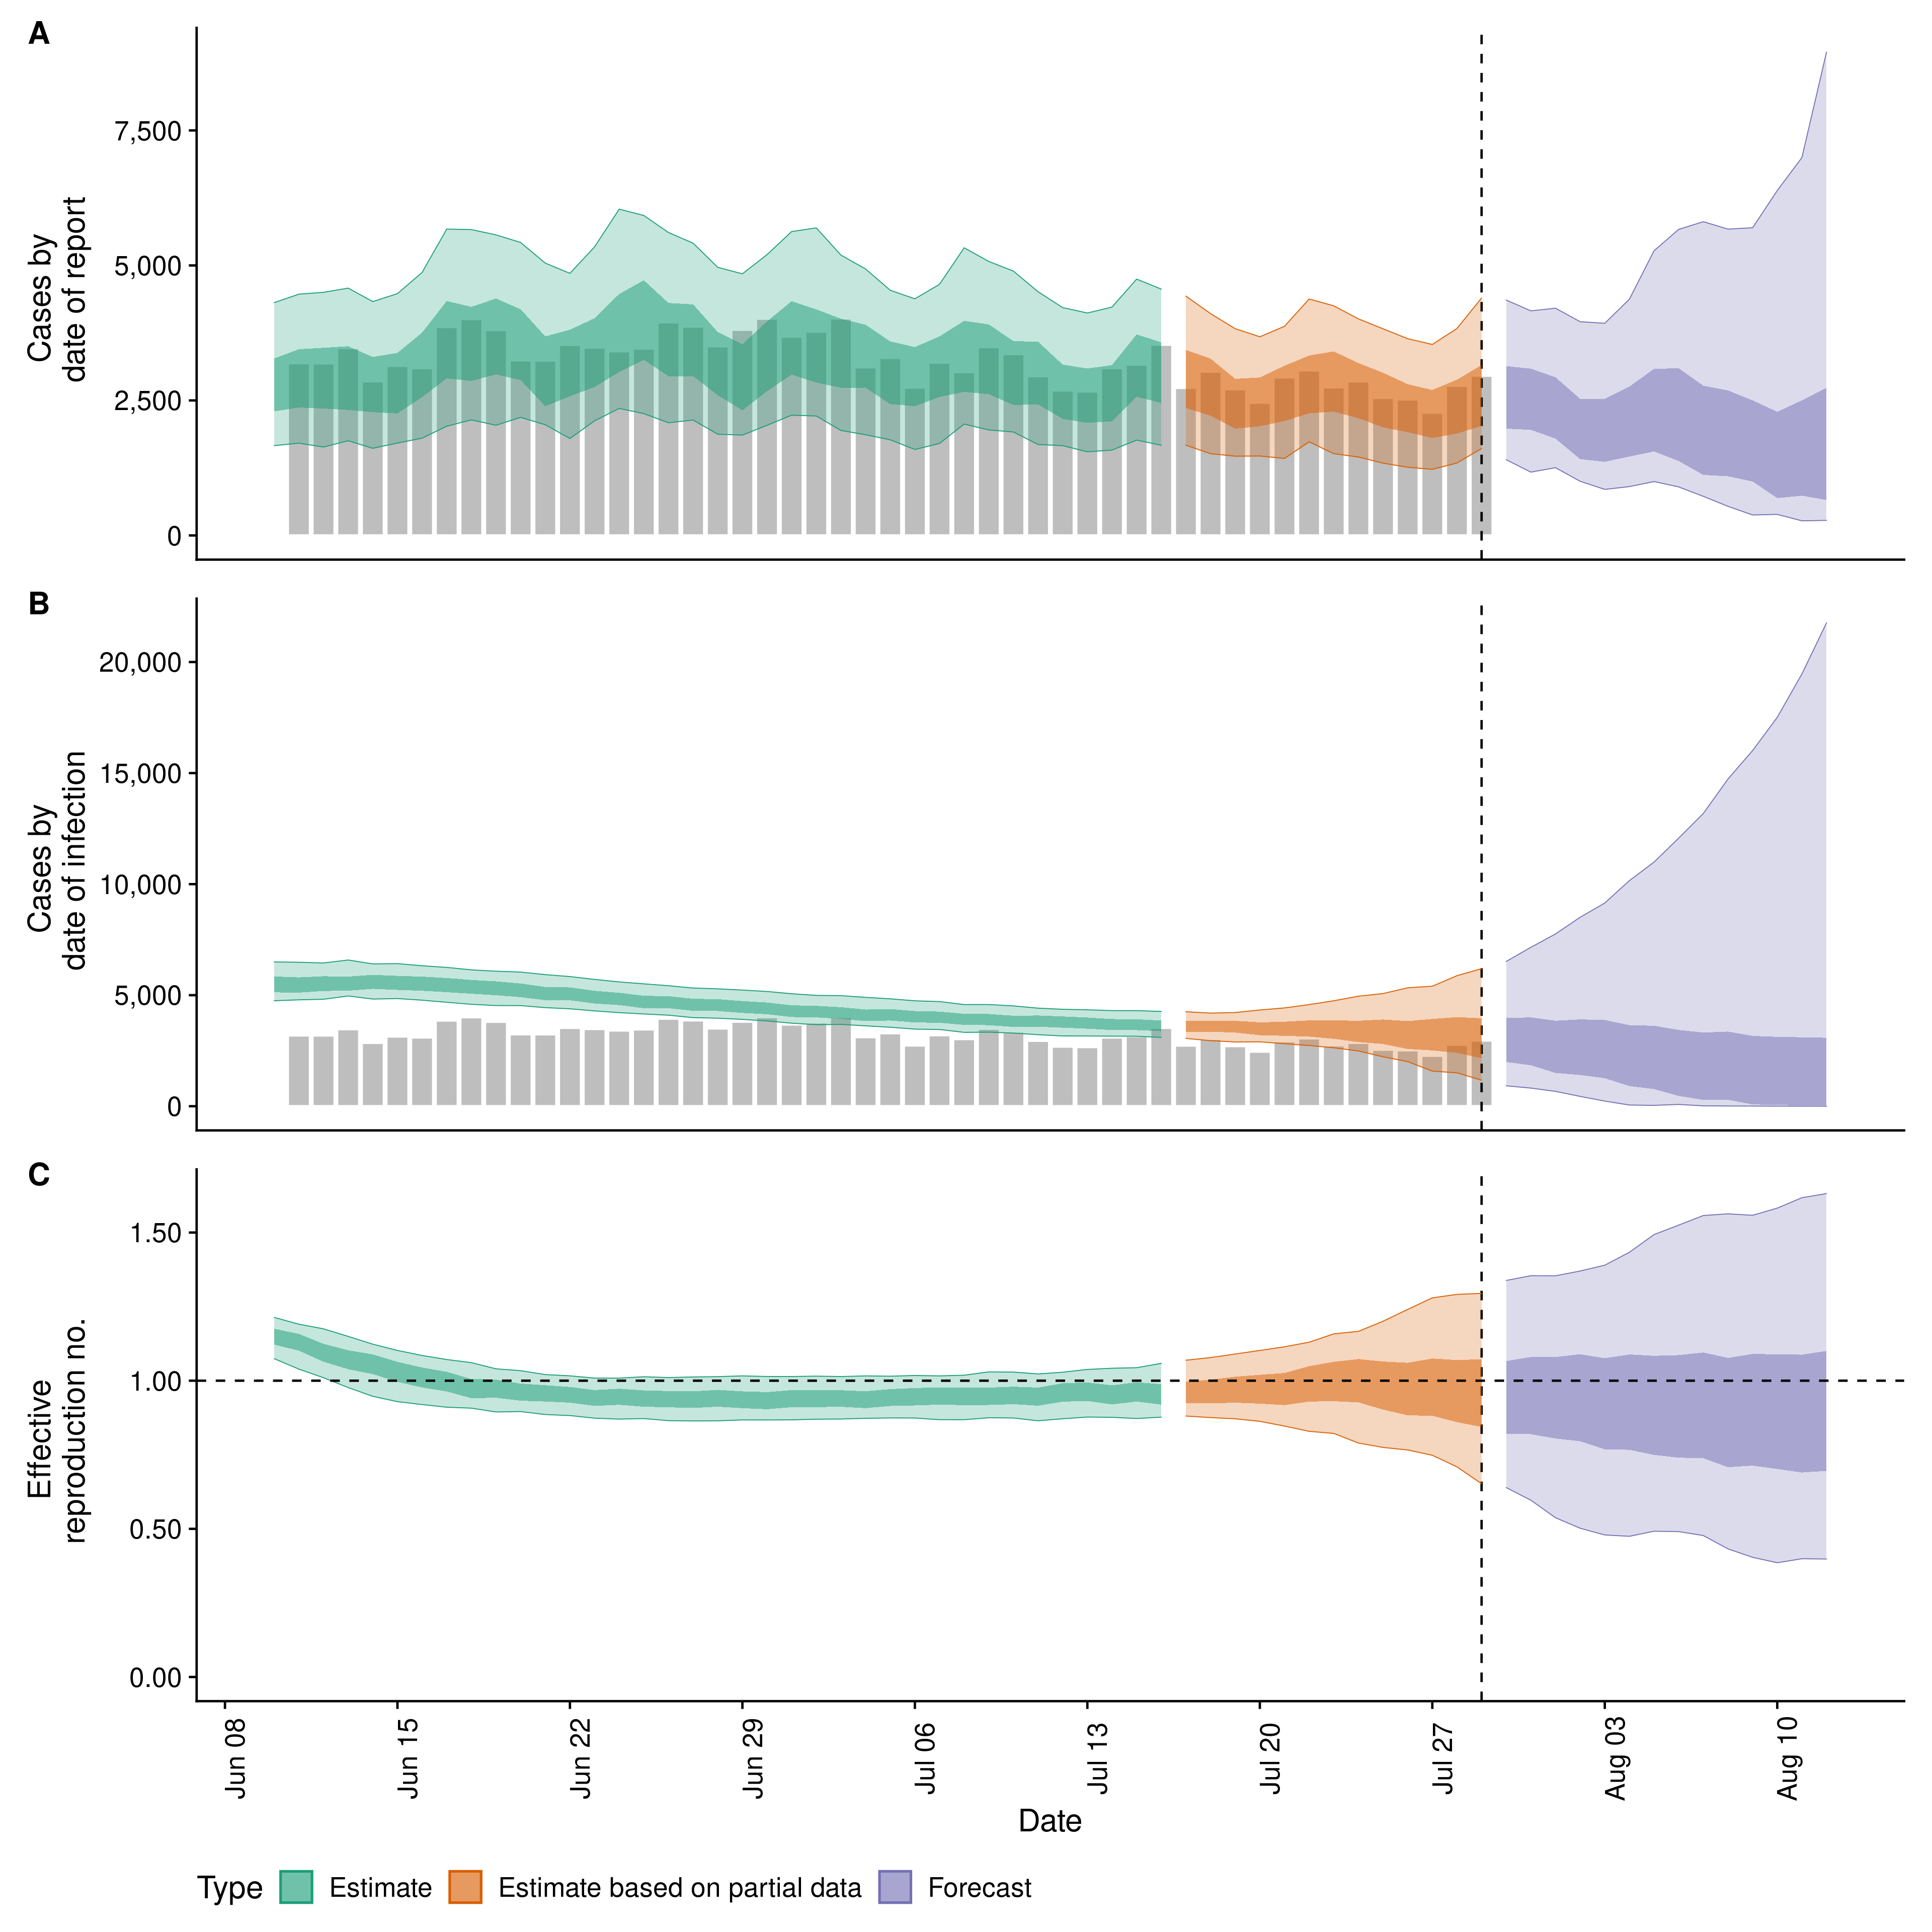 A
Cases by
date of report
7,500
5,000
2,500
0
B
Cases by
date of infection
20,000
15,000
10,000
5,000
0
C
Effective
reproduction no.
1.50
1.00
0.50
0.00
Jun 08
Jun 15
Jun 22
Jun 29
Jul 06
Jul 13
Jul 20
Jul 27
Aug 03
Aug 10
Date
Type Estimate Estimate based on partial data Forecast